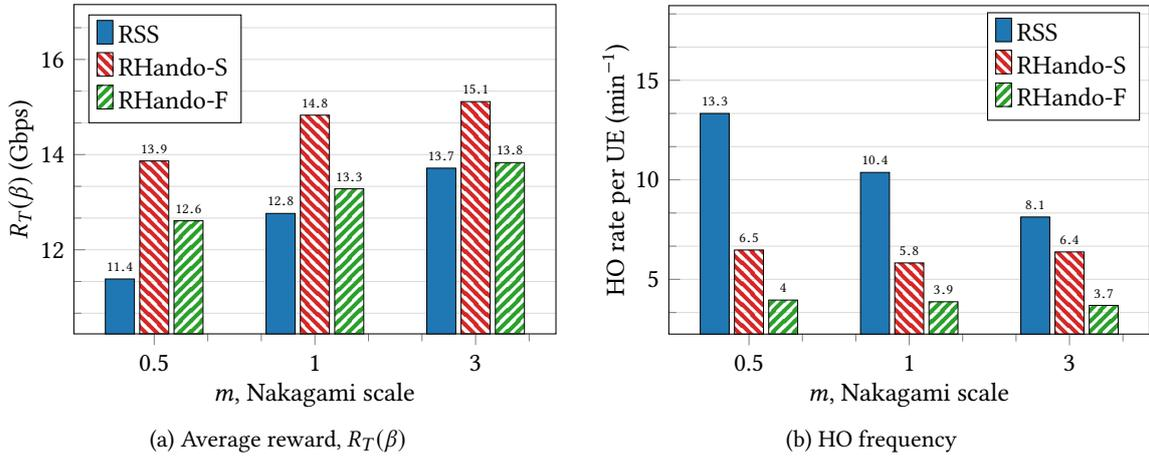 RSS
RHando-S
RHando-F
16
14
12
R_T(β) (Gbps)
11.4
13.9
12.6
12.8
14.8
13.3
13.7
15.1
13.8
0.5
1
3
m, Nakagami scale
(a) Average reward, R_T(β)
RSS
RHando-S
RHando-F
15
10
5
HO rate per UE (min⁻¹)
13.3
6.5
4
10.4
5.8
3.9
8.1
6.4
3.7
0.5
1
3
m, Nakagami scale
(b) HO frequency